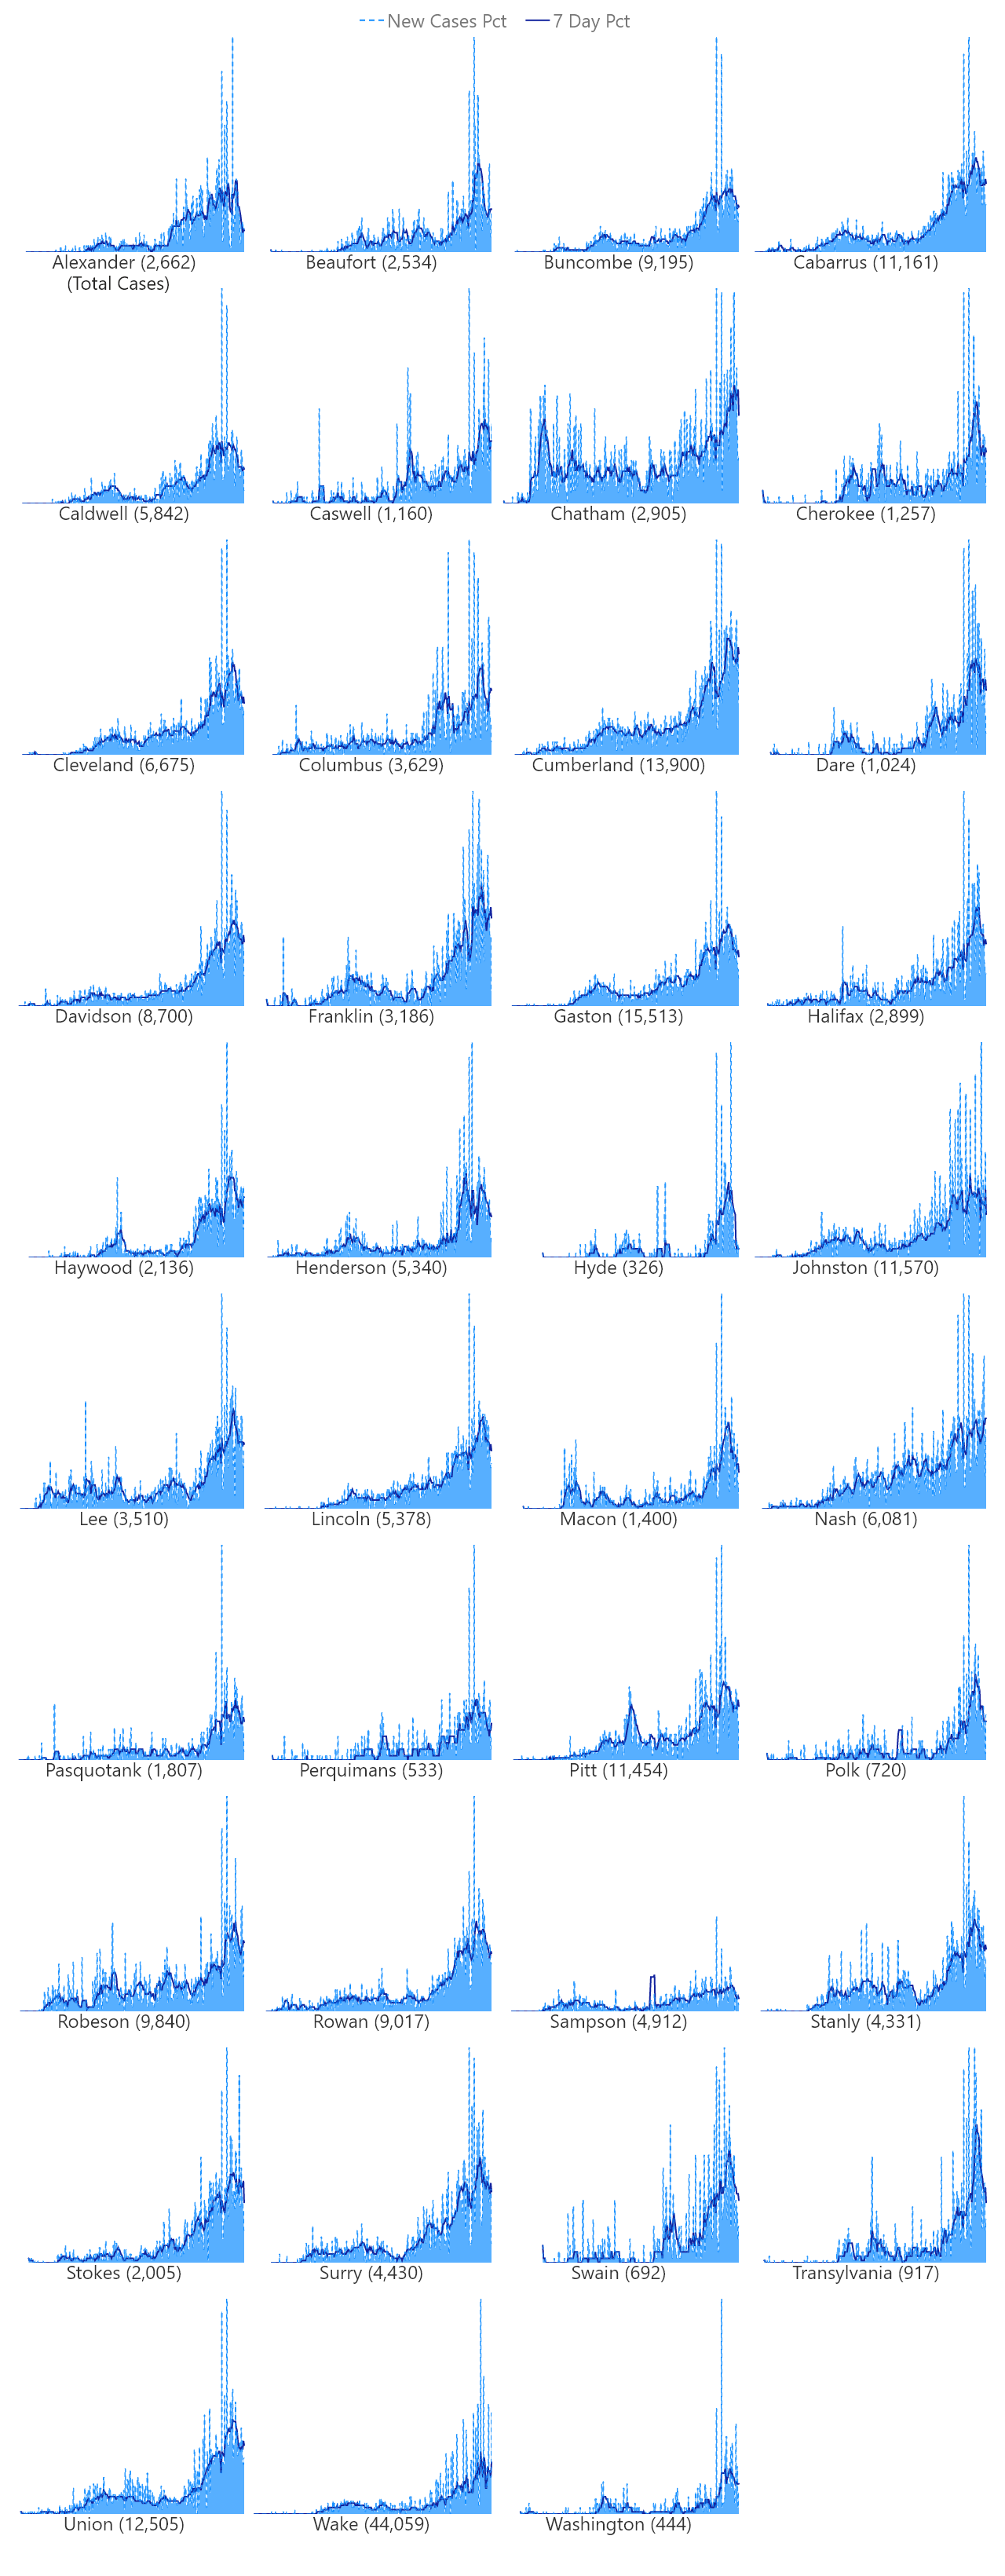 New Cases Pct 7 Day Pct
Alexander (2,662) Beaufort (2,534) Buncombe (9,195) Cabarrus (11,161)
(Total Cases)
Caldwell (5,842) Caswell (1,160) Chatham (2,905) Cherokee (1,257)
Cleveland (6,675) Columbus (3,629) Cumberland (13,900) Dare (1,024)
Davidson (8,700) Franklin (3,186) Gaston (15,513) Halifax (2,899)
Haywood (2,136) Henderson (5,340) Hyde (326) Johnston (11,570)
Lee (3,510) Lincoln (5,378) Macon (1,400) Nash (6,081)
Pasquotank (1,807) Perquimans (533) Pitt (11,454) Polk (720)
Robeson (9,840) Rowan (9,017) Sampson (4,912) Stanly (4,331)
Stokes (2,005) Surry (4,430) Swain (692) Transylvania (917)
Union (12,505) Wake (44,059) Washington (444)